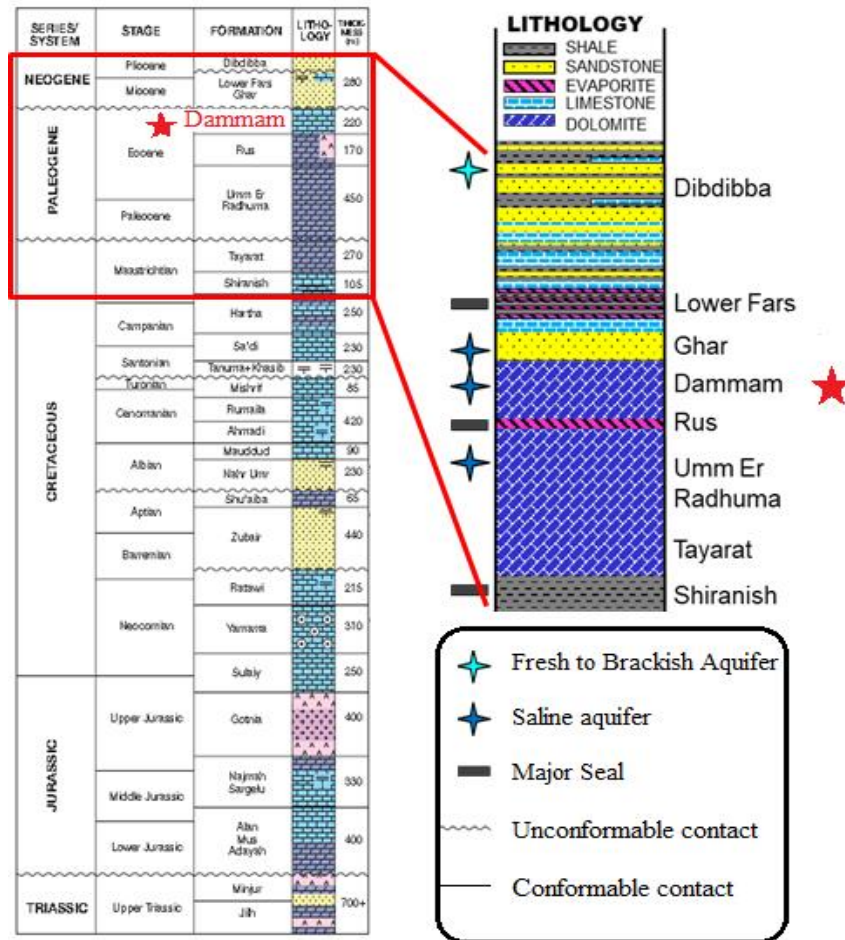 SERIES/
SYSTEM
STAGE
FORMATION
LITHO-
LOGY
THICK
NESS
(m)
NEOGENE
Pliocene
Dibdibba
Miocene
Lower Fars
Ghar
280
PALEOGENE
Eocene
Dammam
220
Rus
170
Umm Er
Radhuma
450
Paleocene
CRETACEOUS
Maastrichtian
Tayarat
270
Shiranish
105
Campanian
Hartha
250
Sa'di
230
Santonian
Tanuma+Khasib
230
Turonian
Mishrif
85
Cenomanian
Rumaila
Ahmadi
420
Albian
Mauddud
90
Nahr Umr
230
Aptian
Shu'aiba
65
Zubair
440
Barremian
Neocomian
Ratawi
215
Yamama
310
Sulaiy
250
JURASSIC
Upper Jurassic
Gotnia
400
Middle Jurassic
Najmah
Sargelu
330
Lower Jurassic
Alan
Mus
Adayah
400
TRIASSIC
Upper Triassic
Minjur
Jilh
700+
LITHOLOGY
SHALE
SANDSTONE
EVAPORITE
LIMESTONE
DOLOMITE
Dibdibba
Lower Fars
Ghar
Dammam
Rus
Umm Er
Radhuma
Tayarat
Shiranish
Fresh to Brackish Aquifer
Saline aquifer
Major Seal
Unconformable contact
Conformable contact